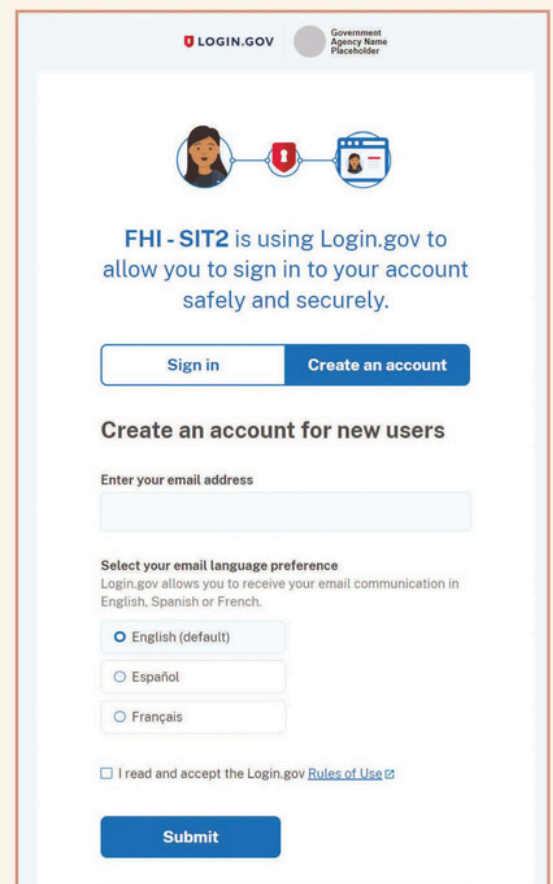 LOGIN.GOV
Government
Agency Name
Placeholder
FHI - SIT2 is using Login.gov to
allow you to sign in to your account
safely and securely.
Sign in
Create an account
Create an account for new users
Enter your email address
Select your email language preference
Login.gov allows you to receive your email communication in
English, Spanish or French.
English (default)
Español
Français
I read and accept the Login.gov Rules of Use
Submit